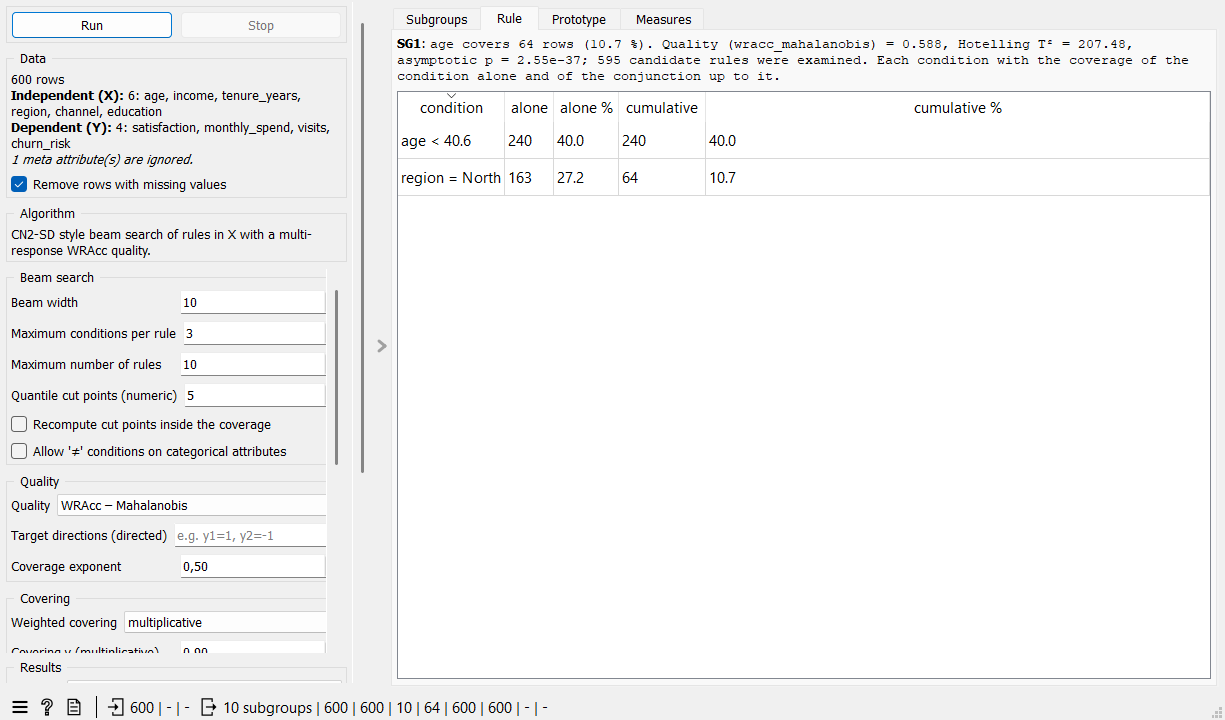 Run
Stop
Data
600 rows
Independent (X): 6: age, income, tenure_years,
region, channel, education
Dependent (Y): 4: satisfaction, monthly_spend, visits,
churn_risk
1 meta attribute(s) are ignored.
Remove rows with missing values
Algorithm
CN2-SD style beam search of rules in X with a multi-
response WRAcc quality.
Beam search
Beam width 10
Maximum conditions per rule 3
Maximum number of rules 10
Quantile cut points (numeric) 5
Recompute cut points inside the coverage
Allow '≠' conditions on categorical attributes
Quality
Quality WRAcc – Mahalanobis
Target directions (directed) e.g. y1=1, y2=-1
Coverage exponent 0,50
Covering
Weighted covering multiplicative
Covering γ (multiplicative) 0,90
Results
Subgroups Rule Prototype Measures
SG1: age covers 64 rows (10.7 %). Quality (wracc_mahalanobis) = 0.588, Hotelling T² = 207.48,
asymptotic p = 2.55e-37; 595 candidate rules were examined. Each condition with the coverage of the
condition alone and of the conjunction up to it.
condition alone alone % cumulative cumulative %
age < 40.6 240 40.0 240 40.0
region = North 163 27.2 64 10.7
600 | - | - 10 subgroups | 600 | 600 | 10 | 64 | 600 | 600 | - | -